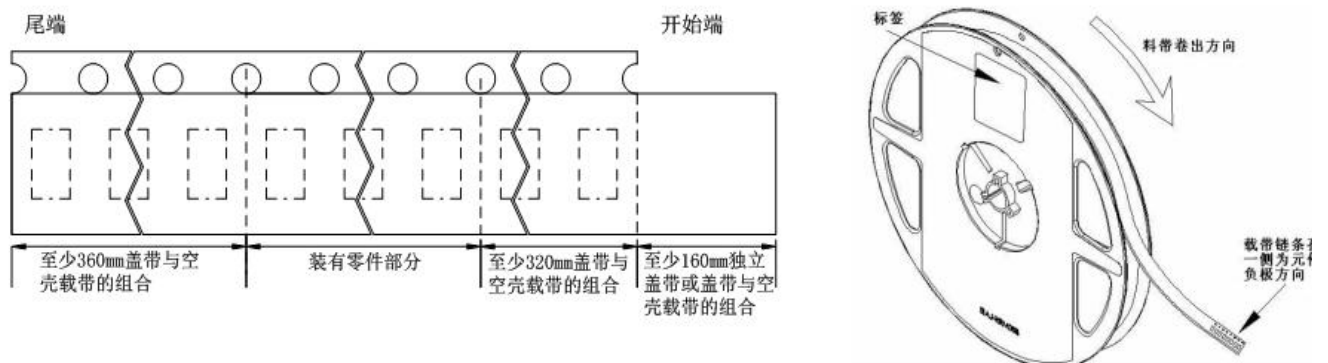 尾端
开始端
至少360mm盖带与空
壳载带的组合
装有零件部分
至少320mm盖带与
空壳载带的组合
至少160mm独立
盖带或盖带与空
壳载带的组合
标签
料带卷出方向
载带链条孔
一侧为元件
负极方向